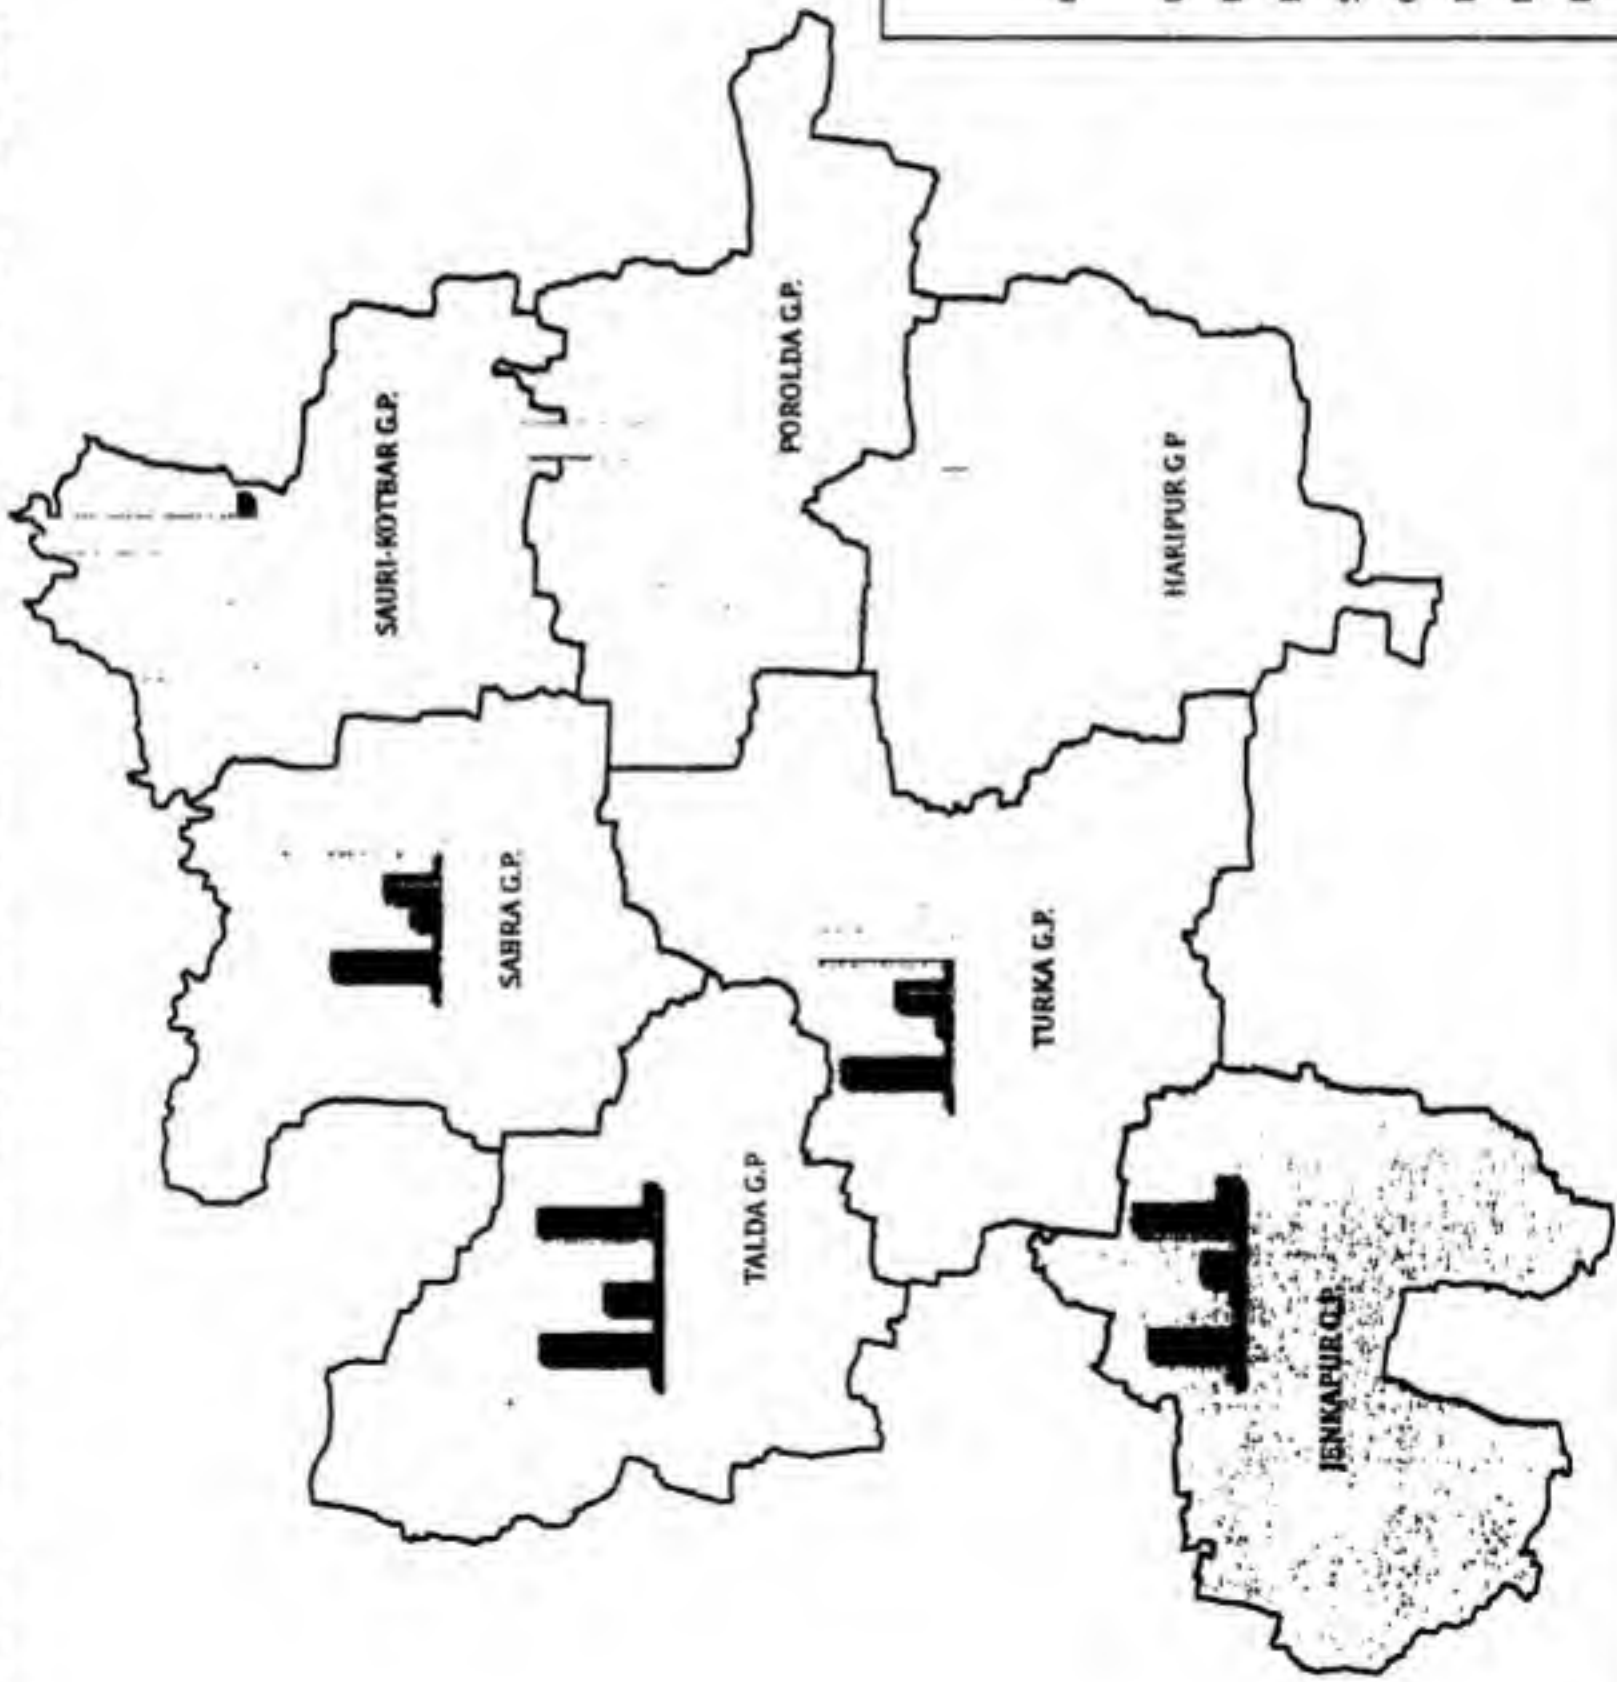 SAURI-KOTBAR G.P.
POROLDA G.P.
SABRA G.P.
HARIPUR G P
TURKA G.P.
TALDA G.P
JENKAPUR G.P.